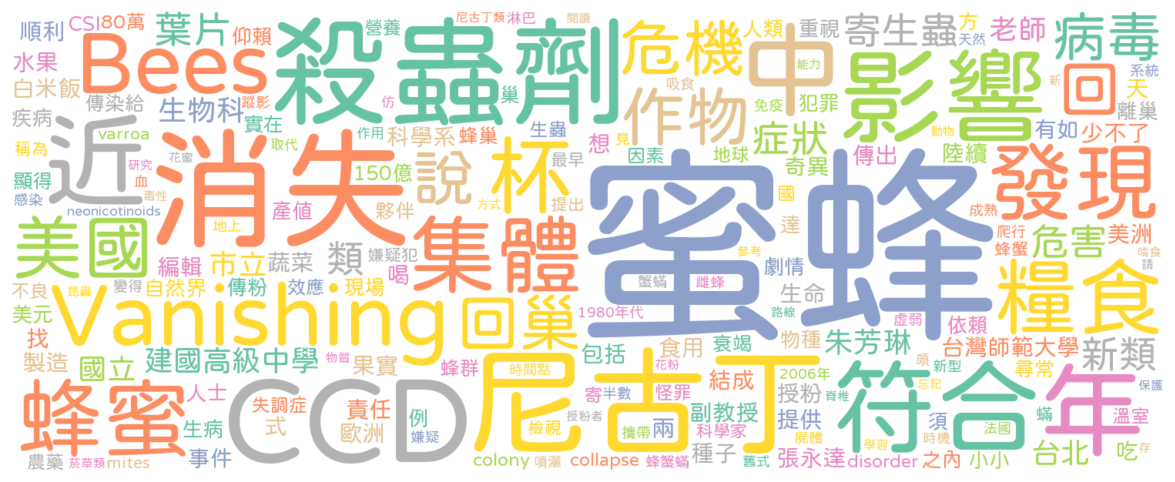 順利
CSI
80萬
葉片
仰賴
殺蟲劑
營養
尼古丁類
淋巴
閱讀
危機
人類
重視
寄生蟲
方
天然
老師
病毒
水果
Bees
中
能力
影響
回
系統
新
天
白米飯
傳染給
生物科
蹤影
仿
巢
吸食
作物
免疫
犯罪
離巢
疾病
varroa
近
實在
作用
科學系
蜂巢
生蟲
想
見
症狀
傳出
陸續
有如
少不了
動物
稱為
研究
花蜜
取代
消失
說
杯
最早
因素
地球
奇異
發現
顯得
血
毒性
150億
提出
蜜蜂
國
達
成熟
感染
neonicotinoids
地上
產值
夥伴
方式
爬行
蜂蟹
危害
美洲
嚙食
請
美國
編輯
市立
蔬菜
類
嫌疑犯
喝
集體
參考
劇情
糧食
不良
昆蟲
變得
自然界
傳粉
效應
現場
蟹蟎
雌蜂
生命
路線
美元
找
Vanishing
回巢
1980年代
虛弱
依賴
物種
朱芳琳
台灣師範大學
新類
製造
國立
建國高級中學
物質
果實
蜂群
時間點
包括
食用
花粉
衰竭
2006年
授粉
頗
新型
尋常
忘記
保護
蜂蜜
人士
CCD
失調症
式
責任
歐洲
例
嫌疑
尼古丁
寄
半數
怪罪
結成
副教授
提供
脊椎
符合
須
年
蟎
溫室
生病
事件
檢視
授粉者
攜帶
兩
科學家
屍體
學習
時機
法國
台北
吃
存
農藥
菸草類
mites
colony
噴灑
collapse
蜂蟹蟎
種子
舊式
張永達
disorder
之內
小小